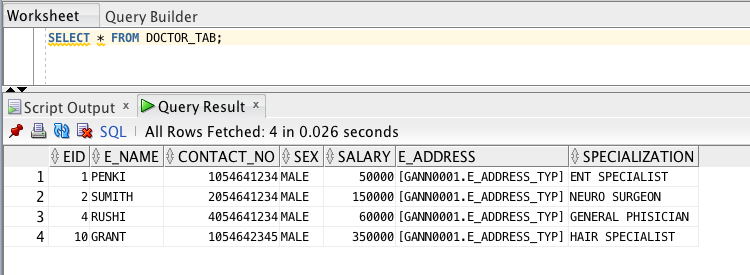 Worksheet Query Builder
SELECT * FROM DOCTOR_TAB;
Script Output x Query Result x
SQL | All Rows Fetched: 4 in 0.026 seconds
EID E_NAME CONTACT_NO SEX SALARY E_ADDRESS SPECIALIZATION
1 1 PENKI 1054641234 MALE 50000 [GANN0001.E_ADDRESS_TYP] ENT SPECIALIST
2 2 SUMITH 2054641234 MALE 150000 [GANN0001.E_ADDRESS_TYP] NEURO SURGEON
3 4 RUSHI 4054641234 MALE 60000 [GANN0001.E_ADDRESS_TYP] GENERAL PHISICIAN
4 10 GRANT 1054642345 MALE 350000 [GANN0001.E_ADDRESS_TYP] HAIR SPECIALIST